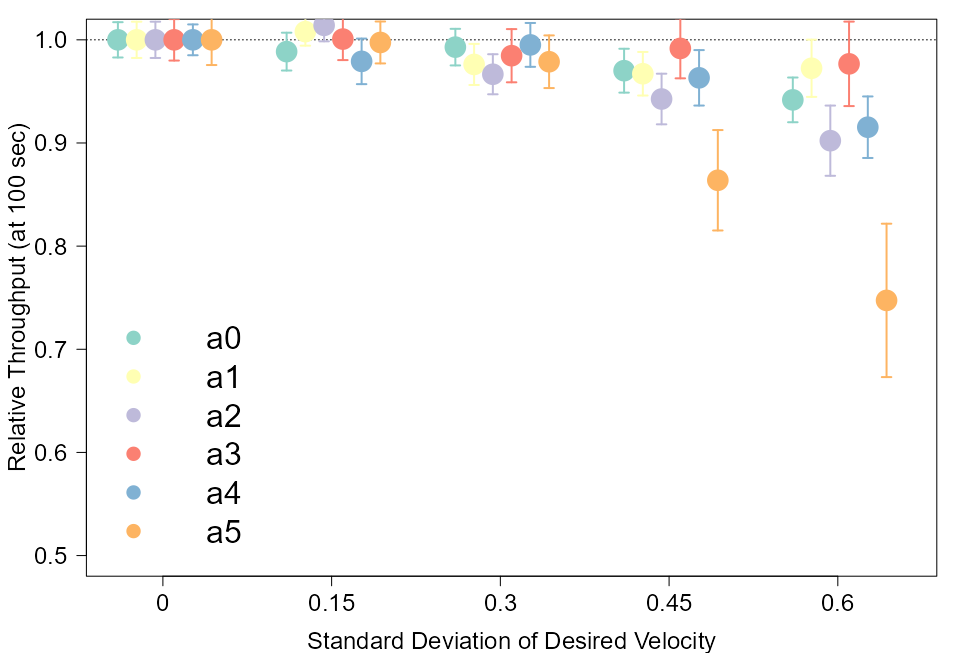 Relative Throughput (at 100 sec)
1.0
0.9
0.8
0.7
0.6
0.5
a0
a1
a2
a3
a4
a5
0 0.15 0.3 0.45 0.6
Standard Deviation of Desired Velocity